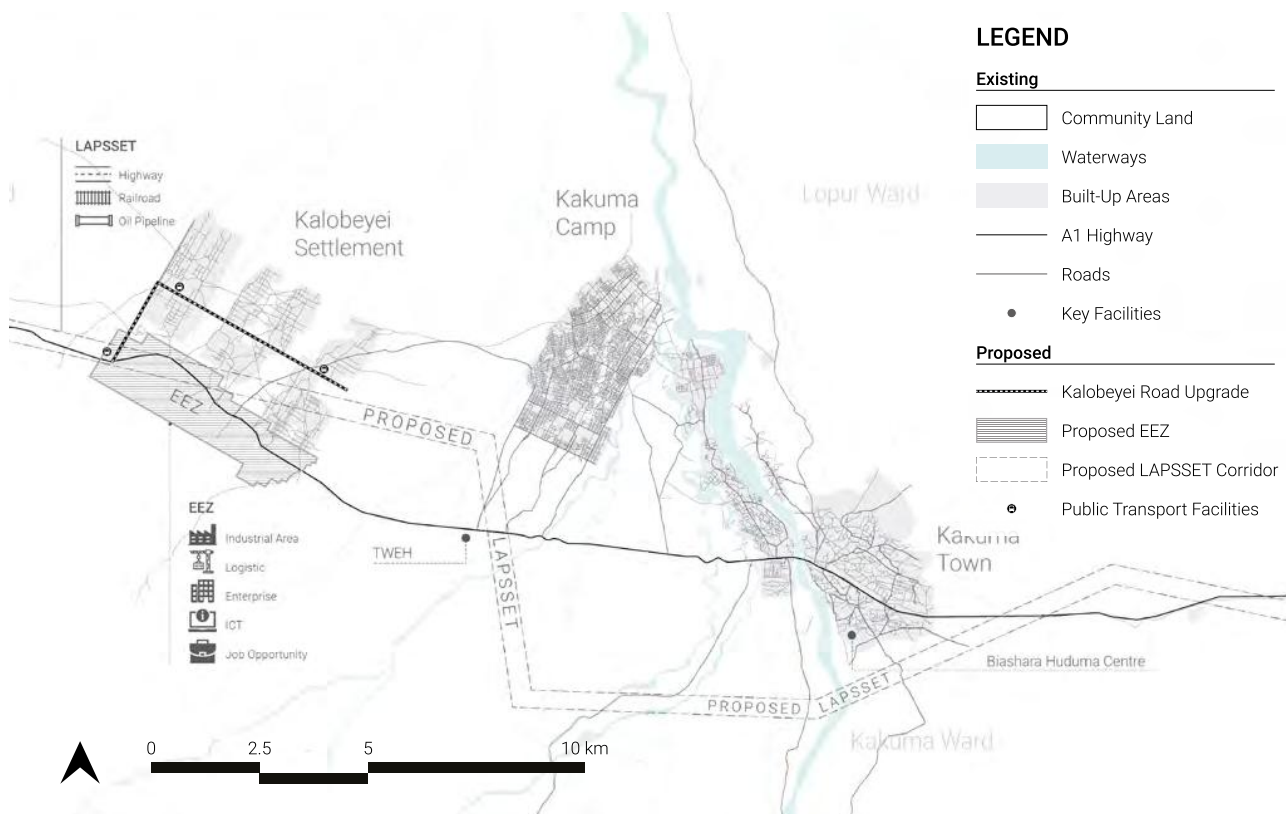 LEGEND
Existing
Community Land
Waterways
Built-Up Areas
A1 Highway
Roads
Key Facilities
Proposed
Kalobeyei Road Upgrade
Proposed EEZ
Proposed LAPSSET Corridor
Public Transport Facilities
LAPSSET
Highway
Railroad
Oil Pipeline
Kalobeyei
Settlement
Kakuma
Camp
Lopur Ward
EEZ
PROPOSED
LAPSSET
TWEH
EEZ
Industrial Area
Logistic
Enterprise
ICT
Job Opportunity
Kakuma
Town
Biashara Huduma Centre
PROPOSED LAPSSET
Kakuma Ward
0 2.5 5 10 km